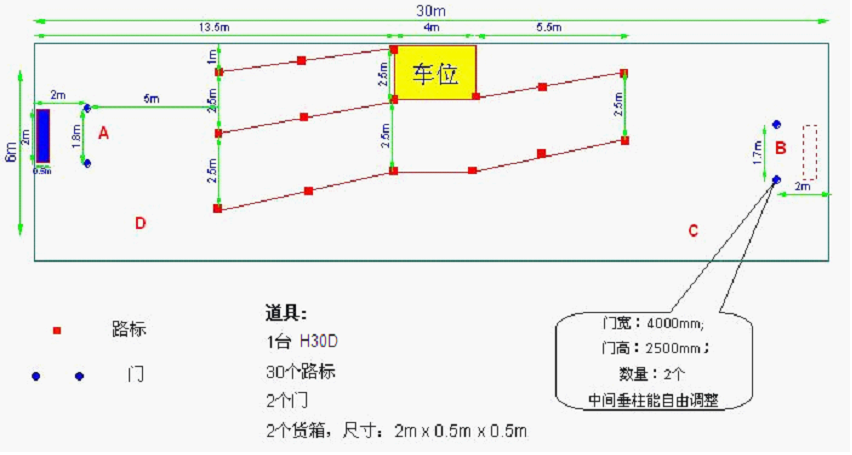 30m
13.5m
4m
5.5m
1m
2.5m
车位
2m
5m
2.5m
2.5m
A
B
6m
2m
1.8m
1.7m
0.5m
2.5m
2.5m
2m
D
C
路标
门
道具:
1台 H30D
30个路标
2个门
2个货箱，尺寸：2m x 0.5m x 0.5m
门宽：4000mm;
门高：2500mm；
数量：2个
中间垂柱能自由调整